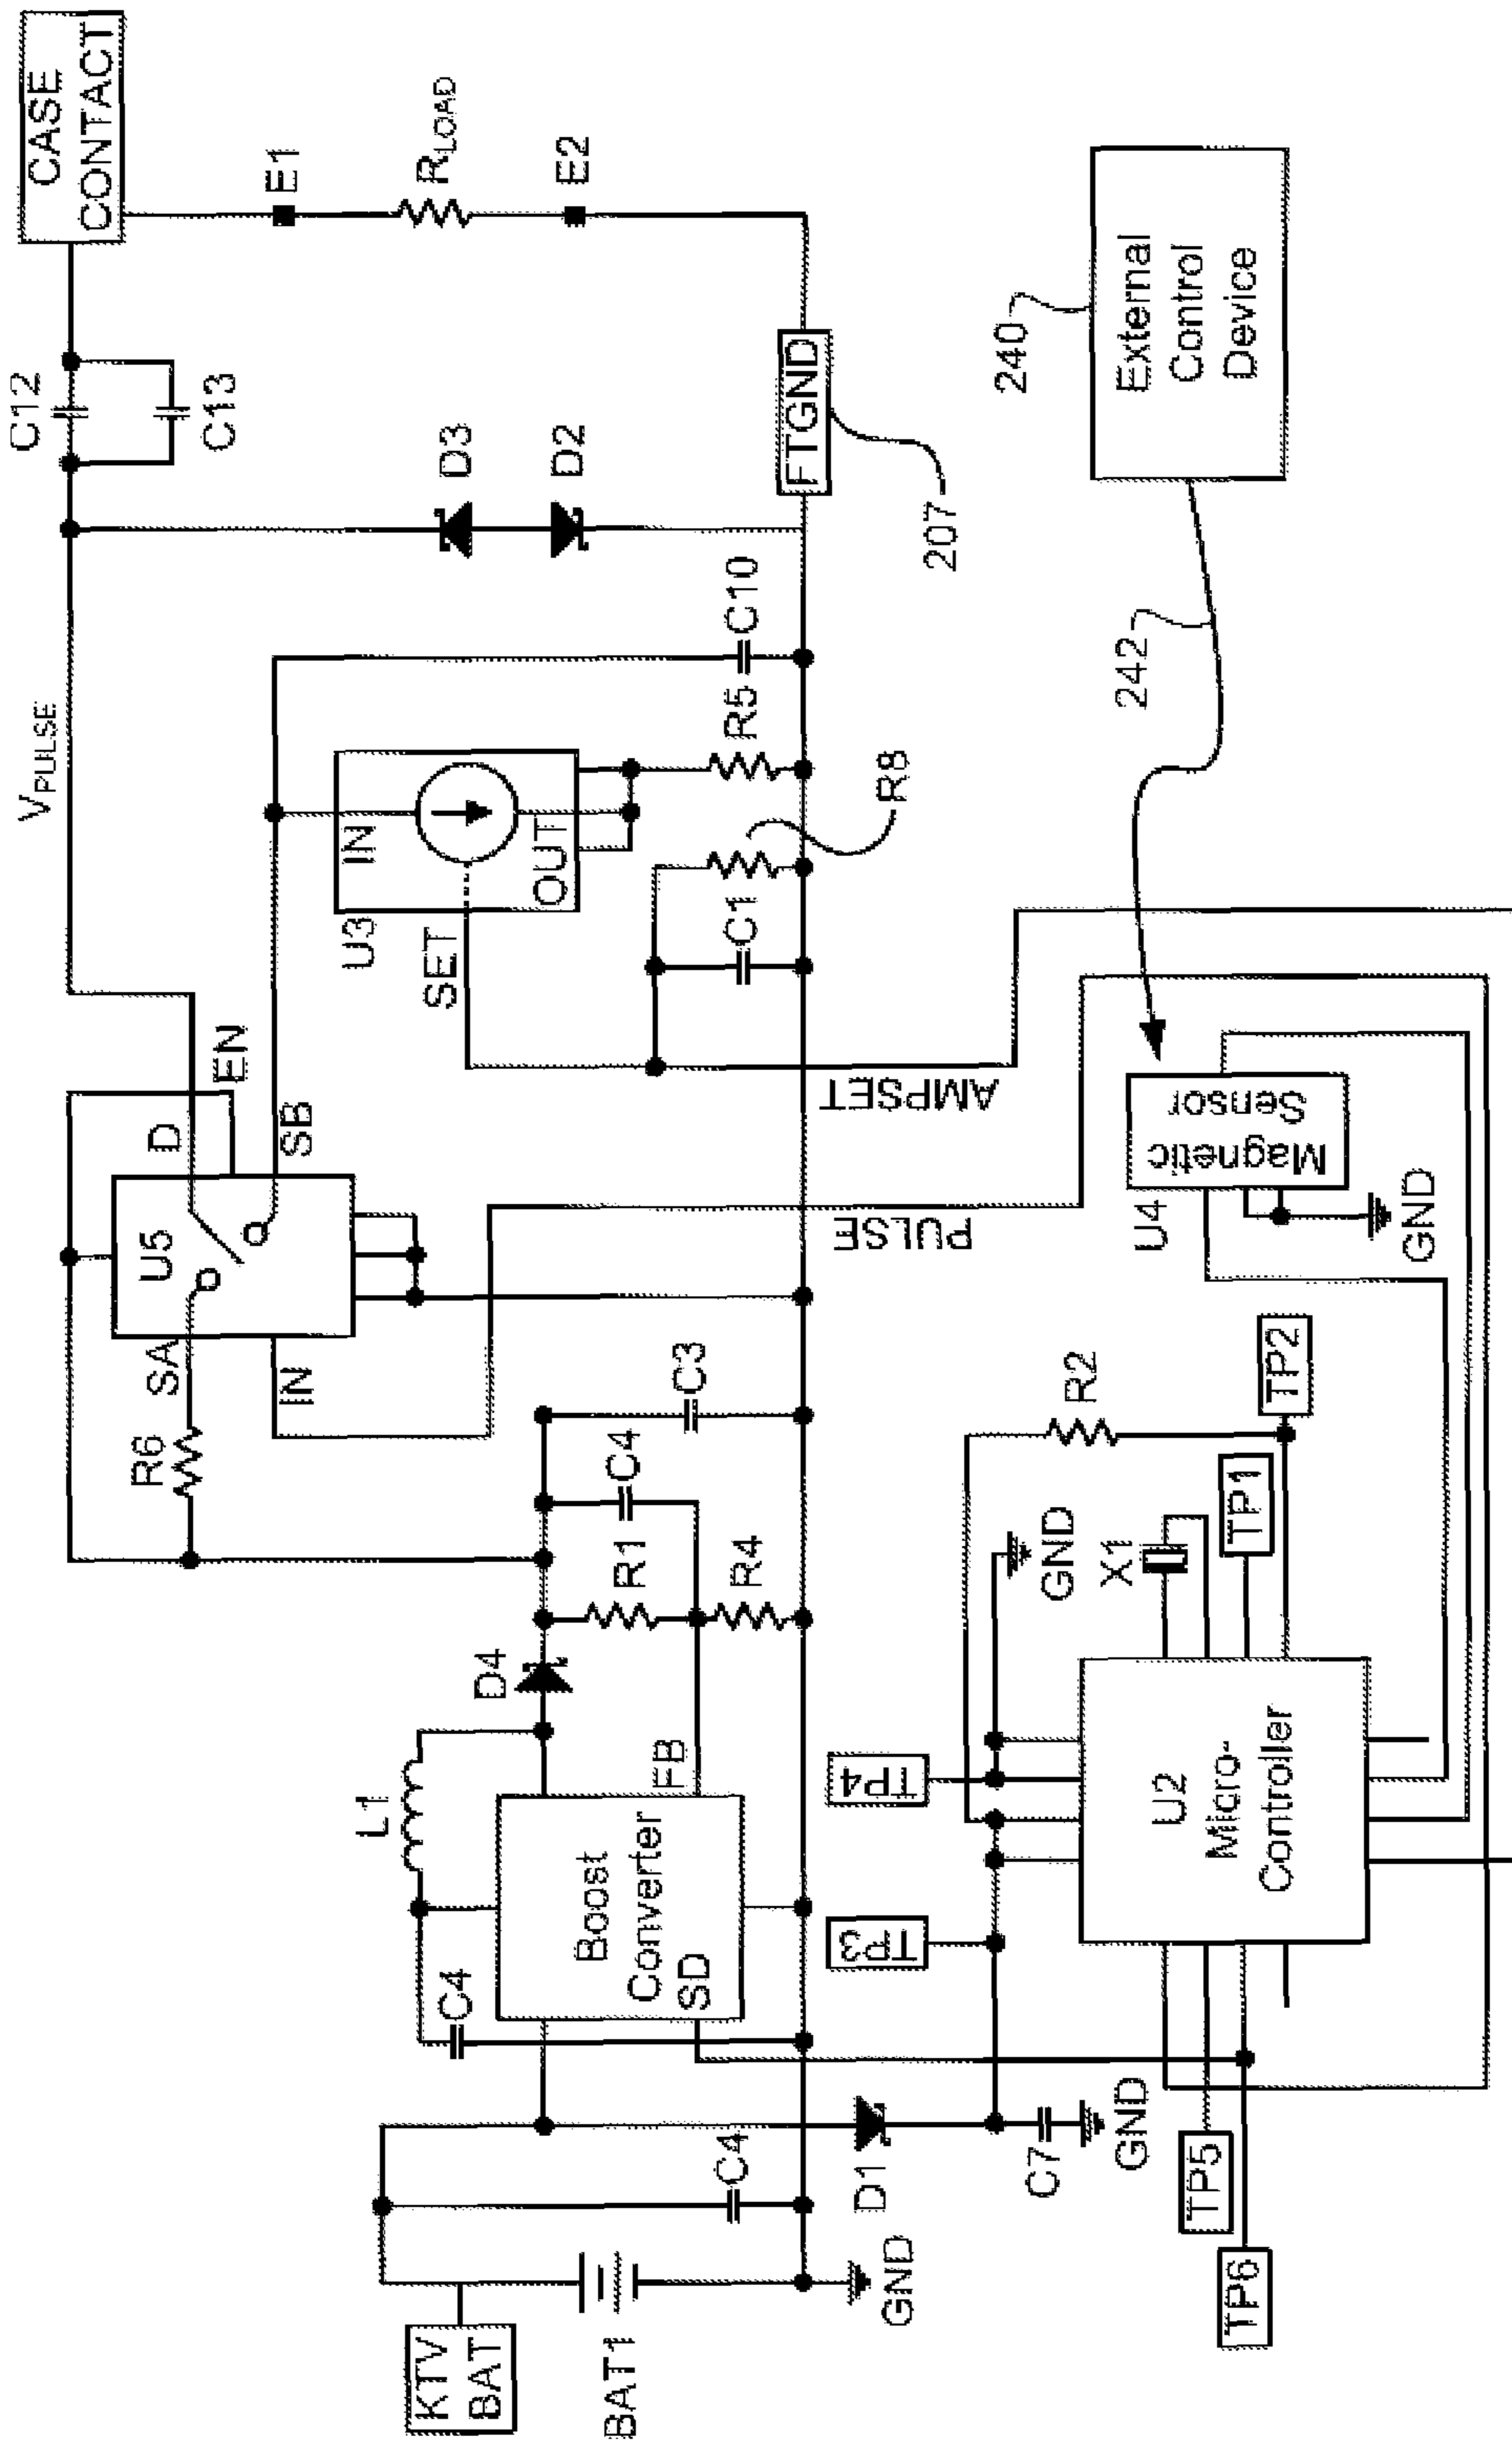 CASE
CONTACT
C12
C13
E1
R_LOAD
E2
V_PULSE
D3
D2
FTGND
207
C10
R5
R8
C1
U3
IN
OUT
SET
AMPSET
EN
D
SB
U5
SA
IN
R6
PULSE
C3
C4
R1
R4
D4
L1
Boost
Converter
FB
SD
C4
C4
KTV
BAT
BAT1
GND
D1
C7
GND
240
External
Control
Device
242
Magnetic
Sensor
U4
GND
TP2
R2
TP1
X1
GND
TP4
TP3
U2
Micro-
Controller
TP5
TP6